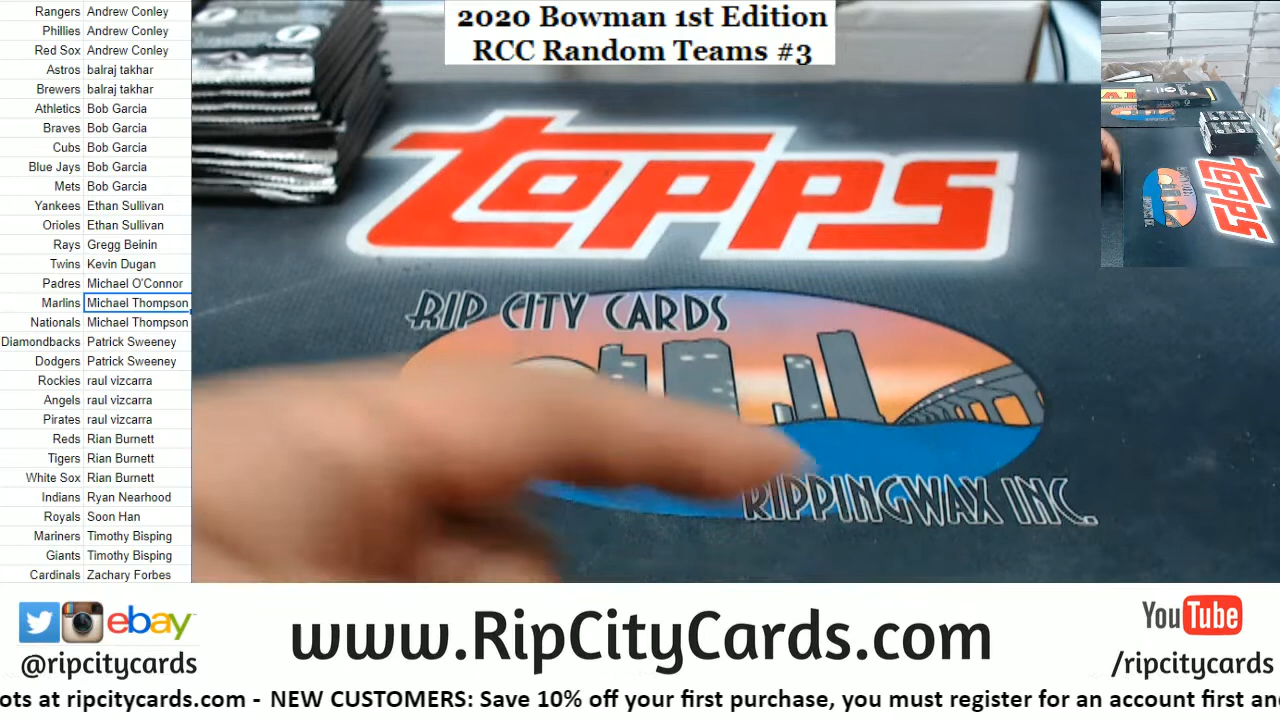 2020 Bowman 1st Edition
RCC Random Teams #3
Rangers Andrew Conley
Phillies Andrew Conley
Red Sox Andrew Conley
Astros balraj takhar
Brewers balraj takhar
Athletics Bob Garcia
Braves Bob Garcia
Cubs Bob Garcia
Blue Jays Bob Garcia
Mets Bob Garcia
Yankees Ethan Sullivan
Orioles Ethan Sullivan
Rays Gregg Beinin
Twins Kevin Dugan
Padres Michael O'Connor
Marlins Michael Thompson
Nationals Michael Thompson
Diamondbacks Patrick Sweeney
Dodgers Patrick Sweeney
Rockies raul vizcarra
Angels raul vizcarra
Pirates raul vizcarra
Reds Rian Burnett
Tigers Rian Burnett
White Sox Rian Burnett
Indians Ryan Nearhood
Royals Soon Han
Mariners Timothy Bisping
Giants Timothy Bisping
Cardinals Zachary Forbes
topps
RIP CITY CARDS
RIPPINGWAX INC.
topps
ebay
@ripcitycards
www.RipCityCards.com
YouTube
/ripcitycards
ots at ripcitycards.com - NEW CUSTOMERS: Save 10% off your first purchase, you must register for an account first an